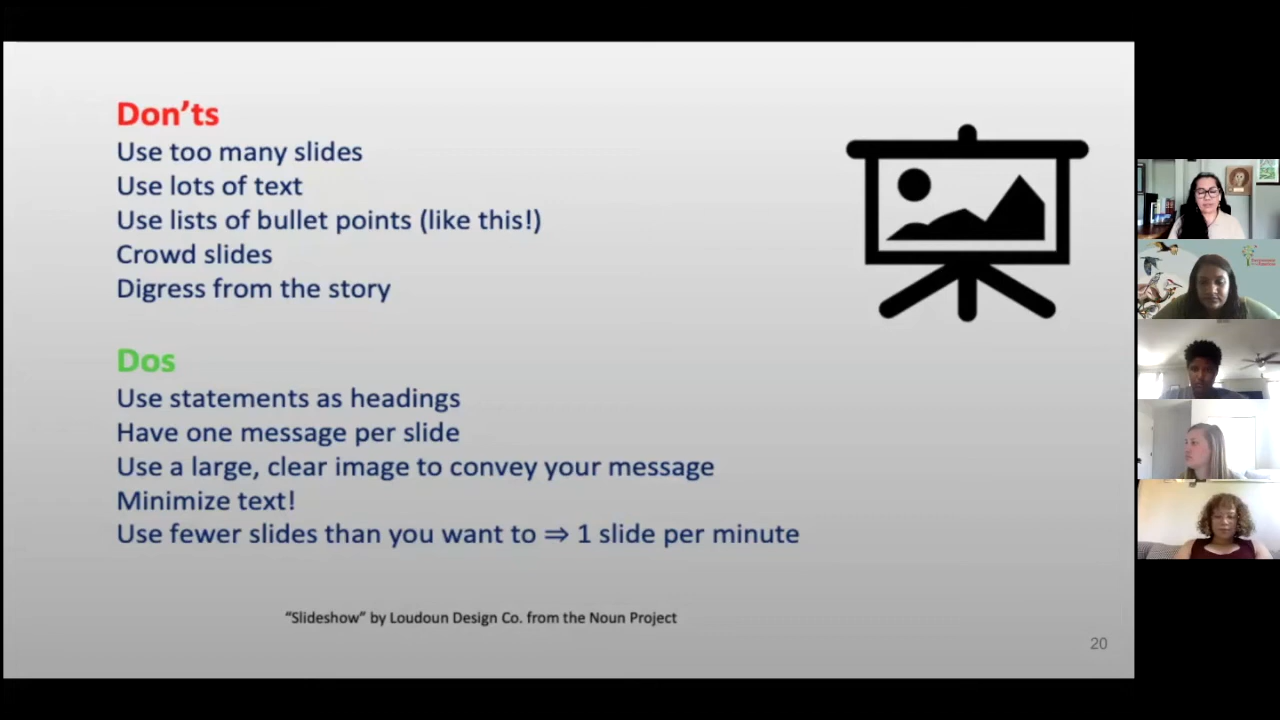 Don’ts
Use too many slides
Use lots of text
Use lists of bullet points (like this!)
Crowd slides
Digress from the story
Dos
Use statements as headings
Have one message per slide
Use a large, clear image to convey your message
Minimize text!
Use fewer slides than you want to ⇒ 1 slide per minute
“Slideshow” by Loudoun Design Co. from the Noun Project
20